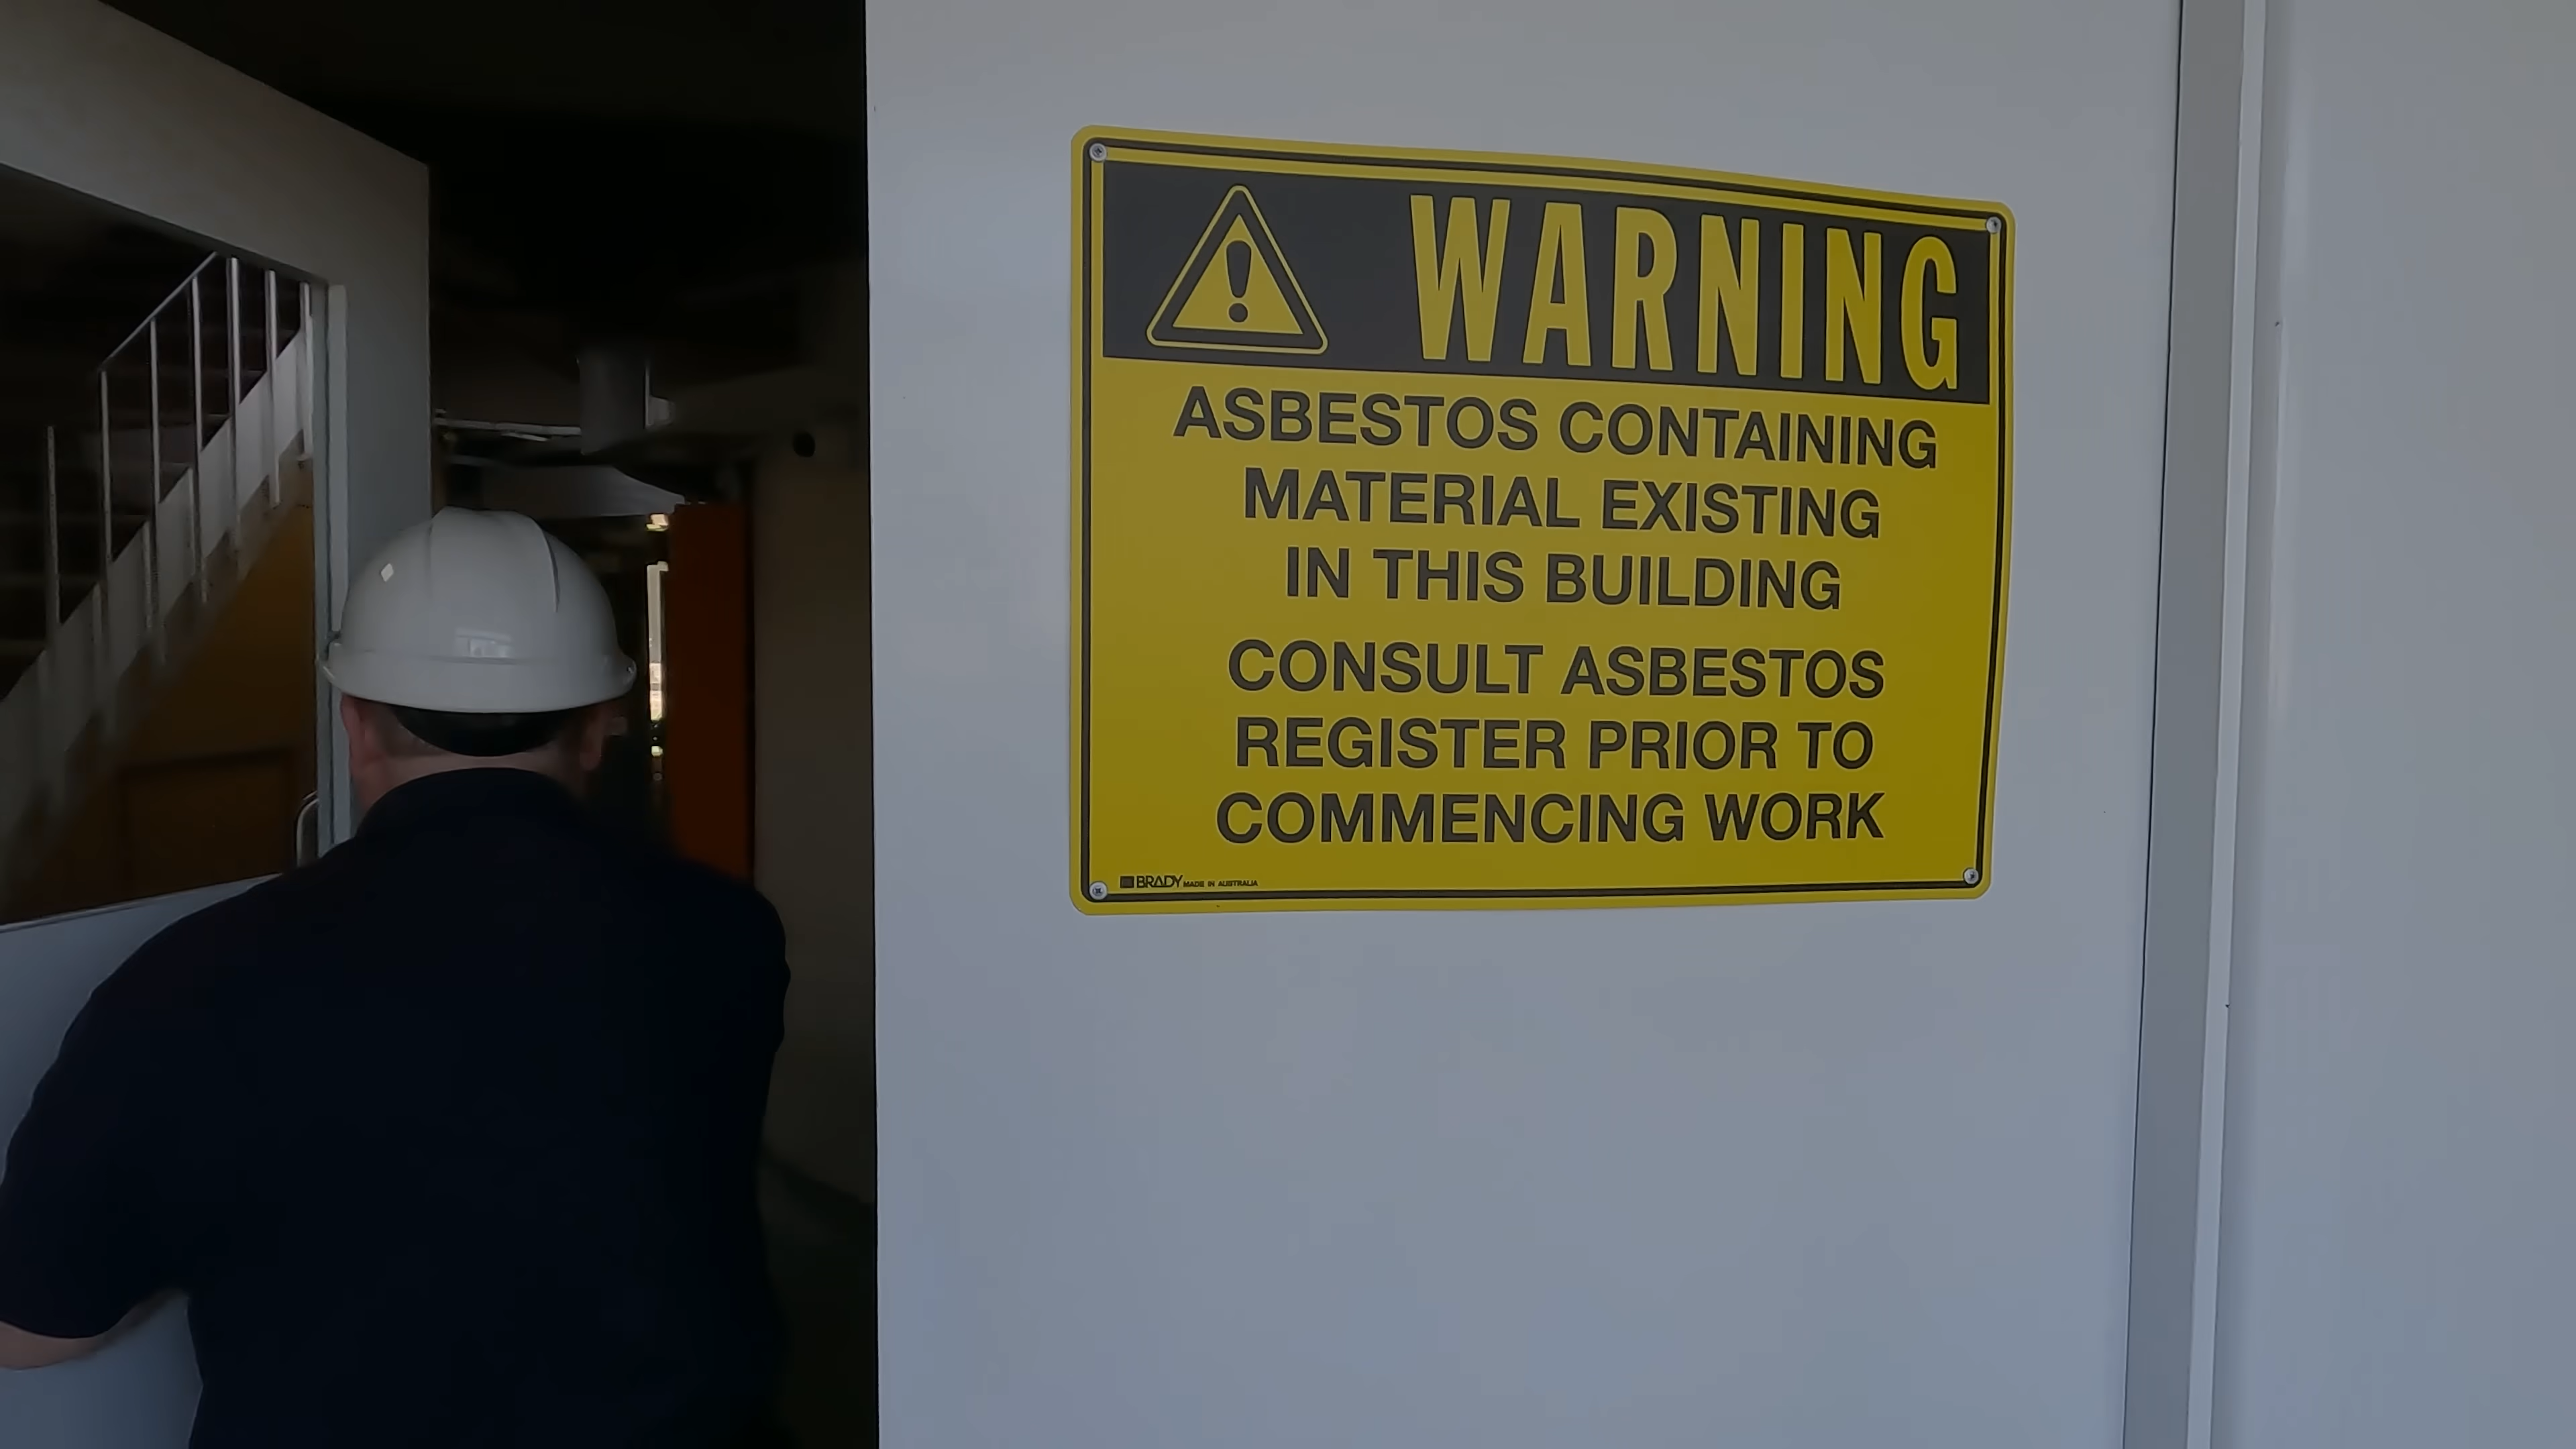 WARNING
ASBESTOS CONTAINING
MATERIAL EXISTING
IN THIS BUILDING
CONSULT ASBESTOS
REGISTER PRIOR TO
COMMENCING WORK
BRADY MADE IN AUSTRALIA